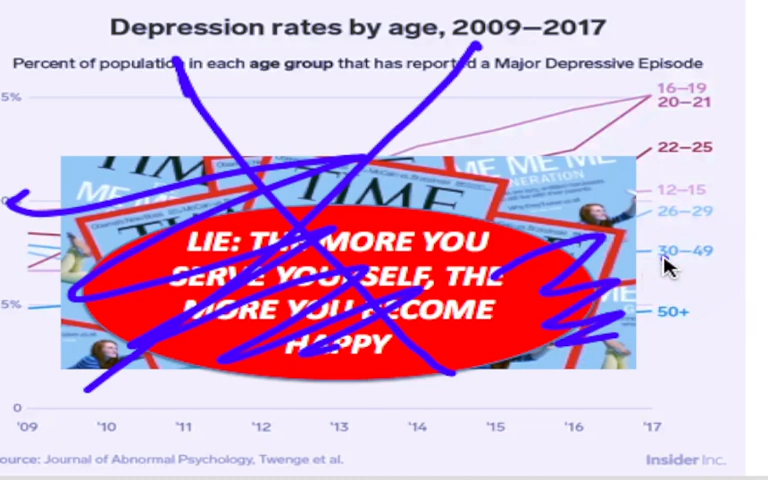 Depression rates by age, 2009–2017
Percent of population in each age group that has reported a Major Depressive Episode
5%
16–19
20–21
22–25
12–15
26–29
30–49
5%
50+
TIME
TIME
ME ME ME
NERATION
ME
LIE: THE MORE YOU
SERVE YOURSELF, THE
MORE YOU BECOME
HAPPY
0
'09 '10 '11 '12 '13 '14 '15 '16 '17
ource: Journal of Abnormal Psychology, Twenge et al.
Insider Inc.